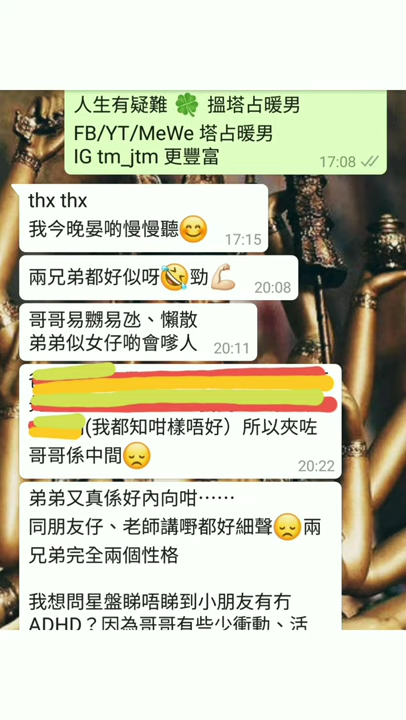 人生有疑難 🍀 搵塔占暖男
FB/YT/MeWe 塔占暖男
IG tm_jtm 更豐富
17:08
thx thx
我今晚晏啲慢慢聽😊
17:15
兩兄弟都好似呀🤣勁💪🏻
20:08
哥哥易嬲易氹、懶散
弟弟似女仔啲會嗲人
20:11
(我都知咁樣唔好）所以夾咗
哥哥係中間😞
20:22
弟弟又真係好內向咁⋯⋯
同朋友仔、老師講嘢都好細聲😞兩
兄弟完全兩個性格
我想問星盤睇唔睇到小朋友有冇
ADHD？因為哥哥有些少衝動、活